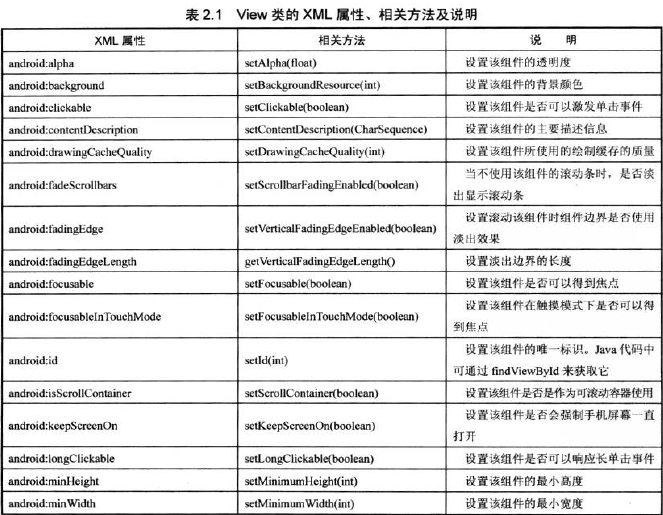 表 2.1 View 类的 XML 属性、相关方法及说明
XML 属性 相关方法 说 明
android:alpha setAlpha(float) 设置该组件的透明度
android:background setBackgroundResource(int) 设置该组件的背景颜色
android:clickable setClickable(boolean) 设置该组件是否可以激发单击事件
android:contentDescription setContentDescription(CharSequence) 设置该组件的主要描述信息
android:drawingCacheQuality setDrawingCacheQuality(int) 设置该组件所使用的绘制缓存的质量
android:fadeScrollbars setScrollbarFadingEnabled(boolean) 当不使用该组件的滚动条时，是否淡
出显示滚动条
android:fadingEdge setVerticalFadingEdgeEnabled(boolean) 设置滚动该组件时组件边界是否使用
淡出效果
android:fadingEdgeLength getVerticalFadingEdgeLength() 设置淡出边界的长度
android:focusable setFocusable(boolean) 设置该组件是否可以得到焦点
android:focusableInTouchMode setFocusableInTouchMode(boolean) 设置该组件在触摸模式下是否可以得
到焦点
android:id setId(int) 设置该组件的唯一标识。Java 代码中
可通过 findViewById 来获取它
android:isScrollContainer setScrollContainer(boolean) 设置该组件是否是作为可滚动容器使用
android:keepScreenOn setKeepScreenOn(boolean) 设置该组件是否会强制手机屏幕一直
打开
android:longClickable setLongClickable(boolean) 设置该组件是否可以响应长单击事件
android:minHeight setMinimumHeight(int) 设置该组件的最小高度
android:minWidth setMinimumWidth(int) 设置该组件的最小宽度